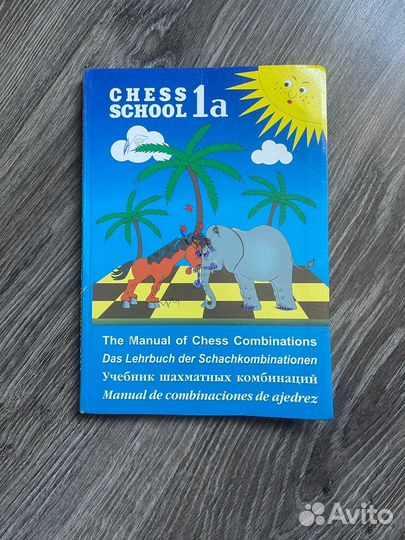 CHESS
SCHOOL 1a
The Manual of Chess Combinations
Das Lehrbuch der Schachkombinationen
Учебник шахматных комбинаций
Manual de combinaciones de ajedrez
Avito